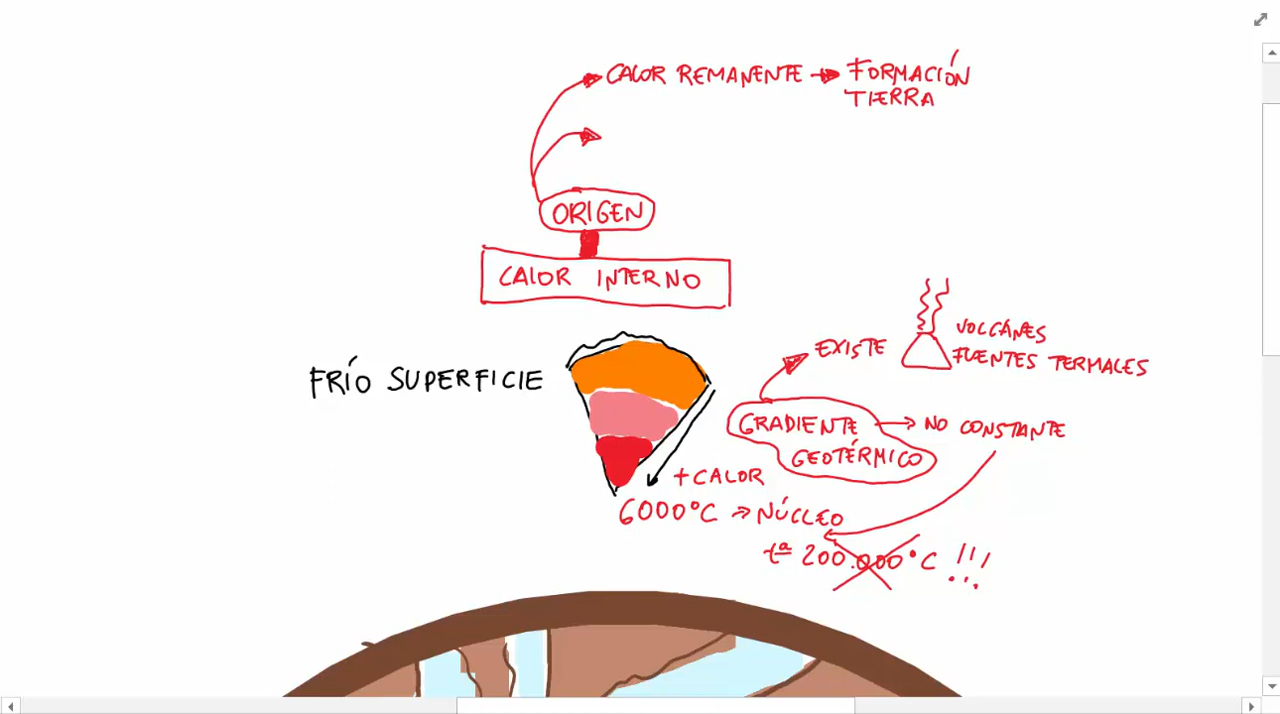 CALOR REMANENTE → FORMACIÓN
TIERRA
ORIGEN
CALOR INTERNO
FRÍO SUPERFICIE
EXISTE
VOLCANES
FUENTES TERMALES
GRADIENTE
GEOTÉRMICO
→ NO CONSTANTE
+ CALOR
6000°C → NÚCLEO
tª 200.000°C !!!